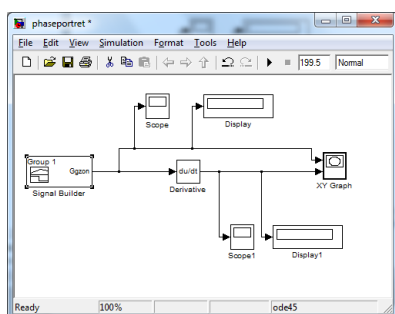 phaseportret *
File Edit View Simulation Format Tools Help
199.5 Normal
Scope
Display
Group 1
Ogzon
Signal Builder
du/dt
Derivative
XY Graph
Scope1
Display1
Ready 100% ode45